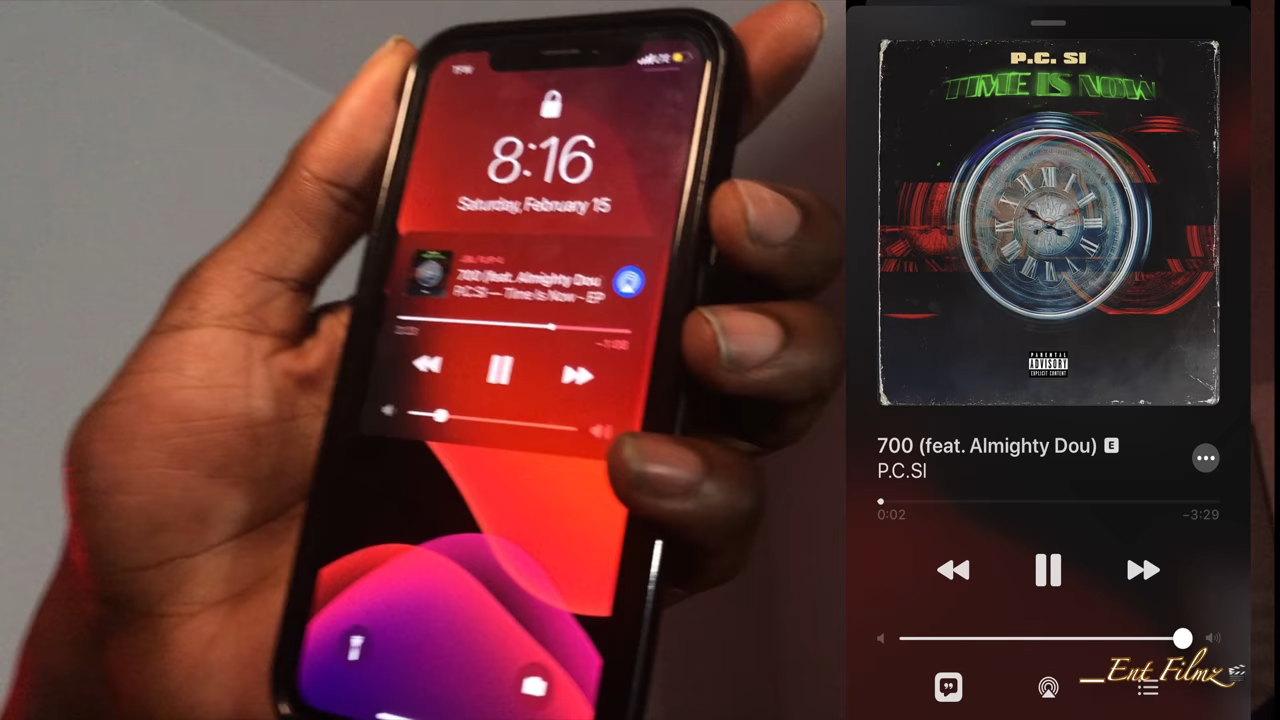 8:16
Saturday, February 15
700 (feat. Almighty Dou
P.C.SI — Time Is Now - EP
P.C. SI
TIME IS NOW
PARENTAL
ADVISORY
EXPLICIT CONTENT
700 (feat. Almighty Dou) E
P.C.SI
0:02
-3:29
_Ent Filmz